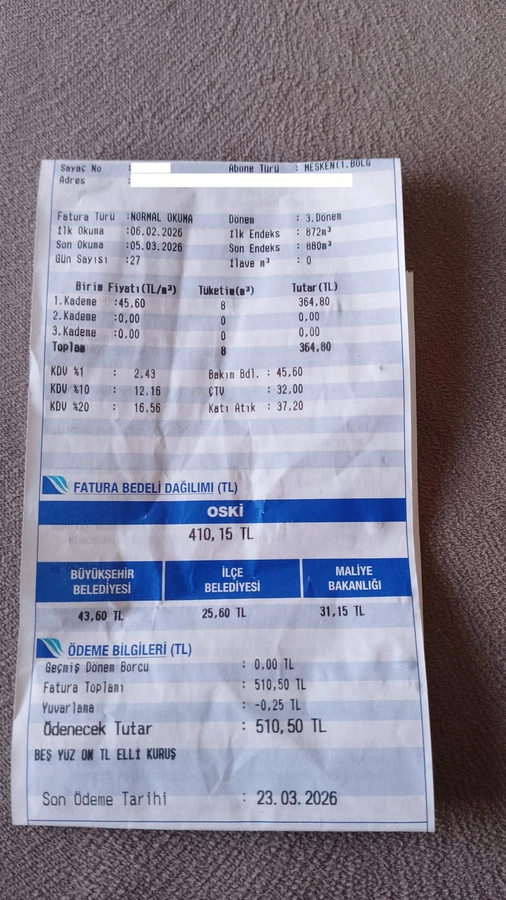 Sayaç No : Abone Türü : MESKEN(1.BÖLG
Adres :
Fatura Türü :NORMAL OKUMA Dönem : 3.Dönem
İlk Okuma :06.02.2026 İlk Endeks : 872m³
Son Okuma :05.03.2026 Son Endeks : 880m³
Gün Sayısı :27 İlave m³ : 0
Birim Fiyatı(TL/m³) Tüketim(m³) Tutar(TL)
1.Kademe :45,60 8 364,80
2.Kademe :0,00 0 0,00
3.Kademe :0,00 0 0,00
Toplam 8 364,80
KDV %1 : 2,43 Bakım Bdl. : 45,60
KDV %10 : 12.16 ÇTV : 32,00
KDV %20 : 16.56 Katı Atık : 37,20
FATURA BEDELİ DAĞILIMI (TL)
OSKİ
410,15 TL
BÜYÜKŞEHİR BELEDİYESİ
İLÇE BELEDİYESİ
MALİYE BAKANLIĞI
43,60 TL 25,60 TL 31,15 TL
ÖDEME BİLGİLERİ (TL)
Geçmiş Dönem Borcu : 0,00 TL
Fatura Toplamı : 510,50 TL
Yuvarlama : -0,25 TL
Ödenecek Tutar : 510,50 TL
BEŞ YÜZ ON TL ELLİ KURUŞ
Son Ödeme Tarihi : 23.03.2026